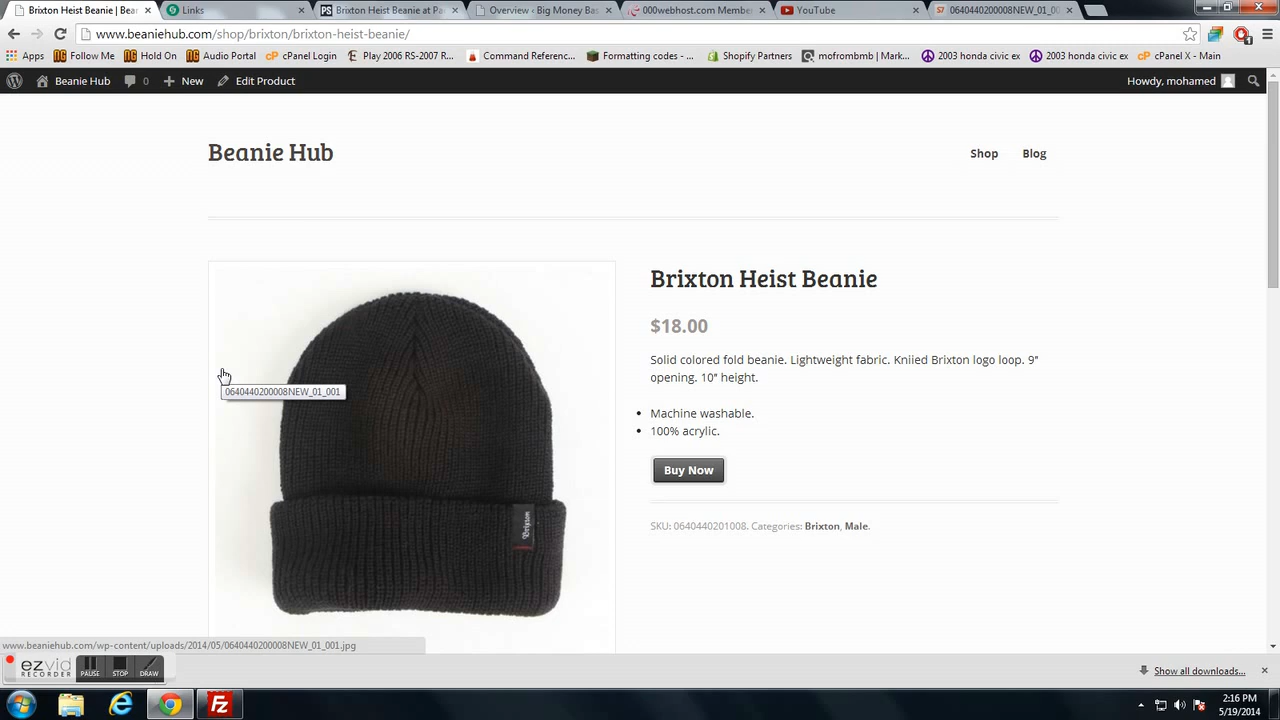 Brixton Heist Beanie | Bear
Links
Brixton Heist Beanie at Pa
Overview ‹ Big Money Bas
000webhost.com Membe
YouTube
0640440200008NEW_01_00
www.beaniehub.com/shop/brixton/brixton-heist-beanie/
Apps
Follow Me
Hold On
Audio Portal
cPanel Login
Play 2006 RS-2007 R...
Command Referenc...
Formatting codes - ...
Shopify Partners
mofrombmb | Mark...
2003 honda civic ex
2003 honda civic ex
cPanel X - Main
Beanie Hub
0
New
Edit Product
Howdy, mohamed
Beanie Hub
Shop
Blog
Brixton Heist Beanie
$18.00
Solid colored fold beanie. Lightweight fabric. Kniied Brixton logo loop. 9"
opening. 10" height.
Machine washable.
100% acrylic.
Buy Now
SKU: 0640440201008. Categories: Brixton, Male.
0640440200008NEW_01_001
Brixton
www.beaniehub.com/wp-content/uploads/2014/05/0640440200008NEW_01_001.jpg
ezvid
RECORDER
PAUSE
STOP
DRAW
Show all downloads...
2:16 PM
5/19/2014